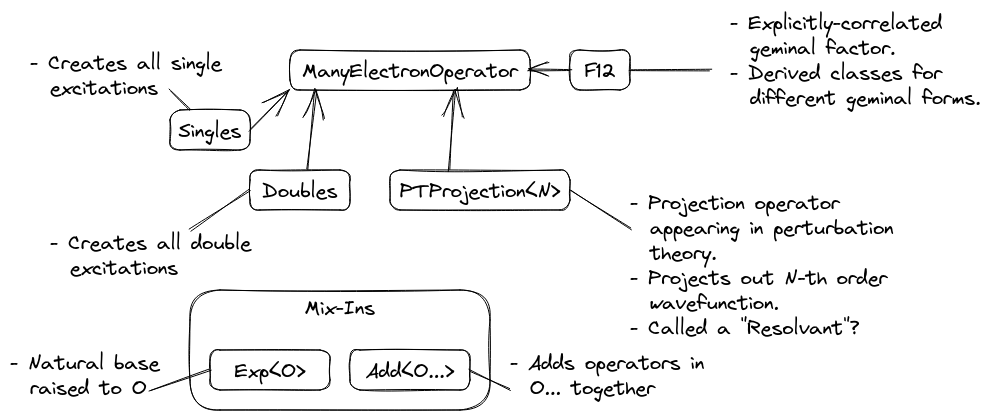 - Explicitly-correlated
geminal factor.
- Derived classes for
different geminal forms.
- Creates all single
excitations
ManyElectronOperator
F12
Singles
Doubles
PTProjection<N>
- Creates all double
excitations
- Projection operator
appearing in perturbation
theory.
- Projects out N-th order
wavefunction.
- Called a "Resolvant"?
Mix-Ins
- Natural base
raised to O
Exp<O>
Add<O...>
- Adds operators in
O... together